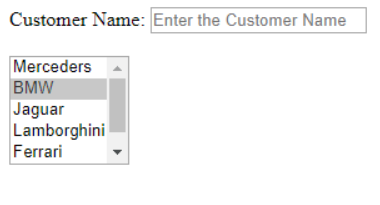 Customer Name: Enter the Customer Name
Merceders
BMW
Jaguar
Lamborghini
Ferrari